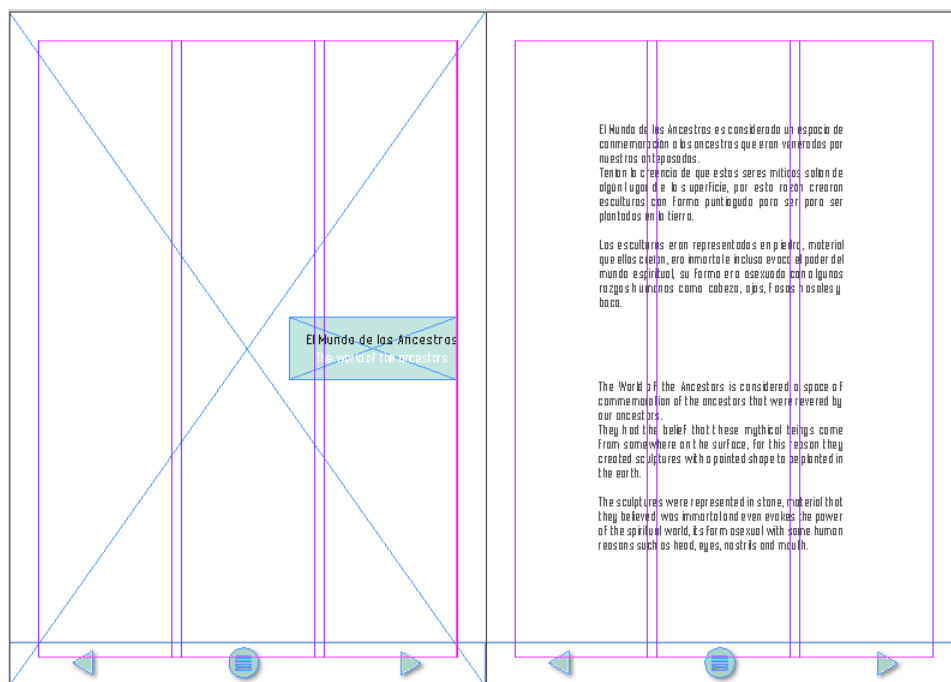 El Mundo de los Ancestros
The world of the ancestors
El Mundo de los Ancestros es considerado un espacio de
conmemoración a los ancestros que eran venerados por
nuestros antepasados.
Tenían la creencia de que estos seres míticos salían de
algún lugar de la superficie, por esta razón crearon
esculturas con forma puntiaguda para ser para ser
plantados en la tierra.
Las esculturas eran representadas en piedra, material
que ellos creían, era inmortal e incluso evoca el poder del
mundo espiritual, su forma era asexuada con algunos
razgos humanos como cabeza, ojos, fosas nasales y
boca.
The World of the Ancestors is considered a space of
commemoration of the ancestors that were revered by
our ancestors.
They had the belief that these mythical beings come
from somewhere on the surface, for this reason they
created sculptures with a pointed shape to be planted in
the earth.
The sculptures were represented in stone, material that
they believed, was immortal and even evokes the power
of the spiritual world, its form asexual with some human
reasons such as head, eyes, nostrils and mouth.